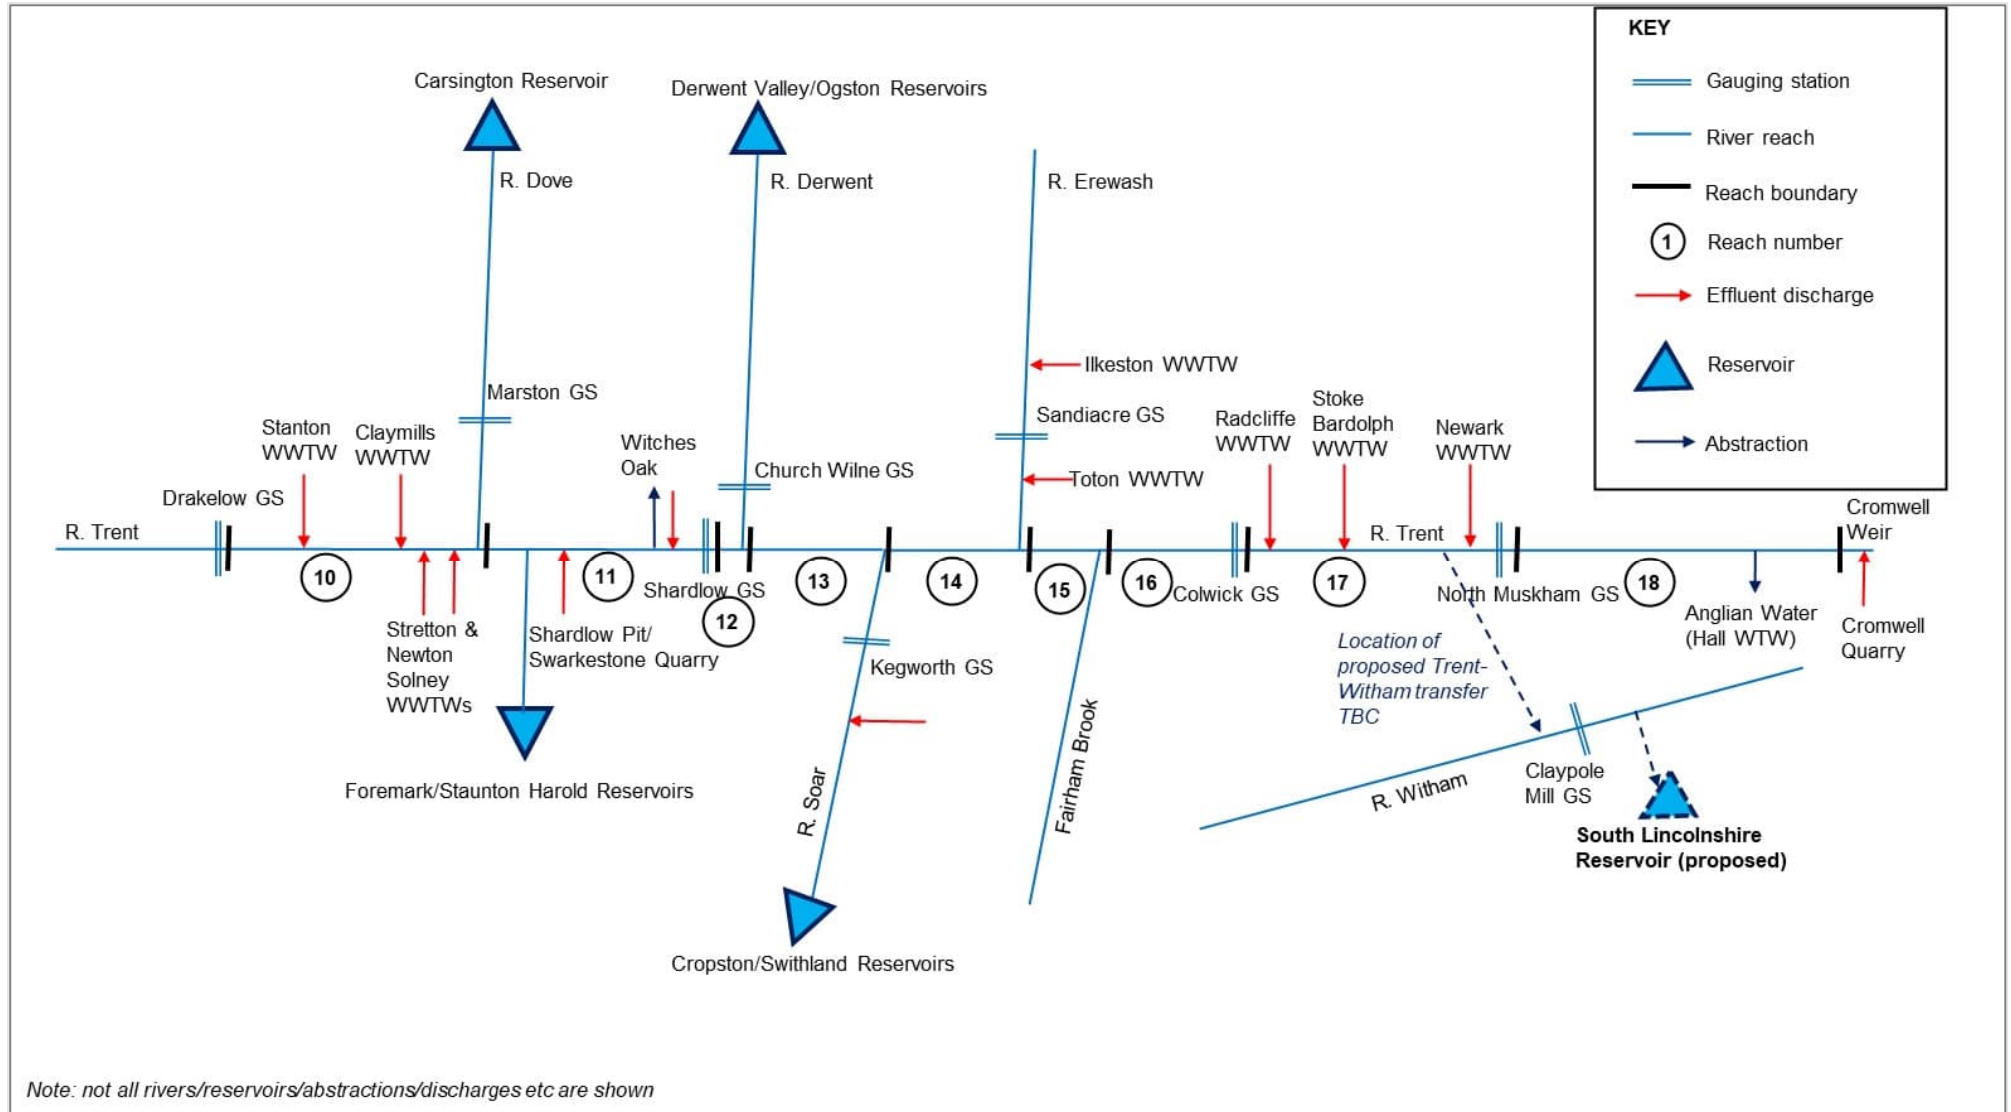 KEY
Gauging station
River reach
Reach boundary
1
Reach number
Effluent discharge
Reservoir
Abstraction
Carsington Reservoir
Derwent Valley/Ogston Reservoirs
R. Dove
R. Derwent
R. Erewash
Ilkeston WWTW
Marston GS
Sandiacre GS
Stanton
WWTW
Claymills
WWTW
Witches
Oak
Church Wilne GS
Toton WWTW
Radcliffe
WWTW
Stoke
Bardolph
WWTW
Newark
WWTW
Drakelow GS
R. Trent
R. Trent
Cromwell
Weir
10
11
Shardlow GS
12
13
14
15
16
Colwick GS
17
North Muskham GS
18
Anglian Water
(Hall WTW)
Cromwell
Quarry
Stretton &
Newton
Solney
WWTWs
Shardlow Pit/
Swarkestone Quarry
Kegworth GS
Location of
proposed Trent-
Witham transfer
TBC
Foremark/Staunton Harold Reservoirs
R. Soar
Fairham Brook
R. Witham
Claypole
Mill GS
South Lincolnshire
Reservoir (proposed)
Cropston/Swithland Reservoirs
Note: not all rivers/reservoirs/abstractions/discharges etc are shown